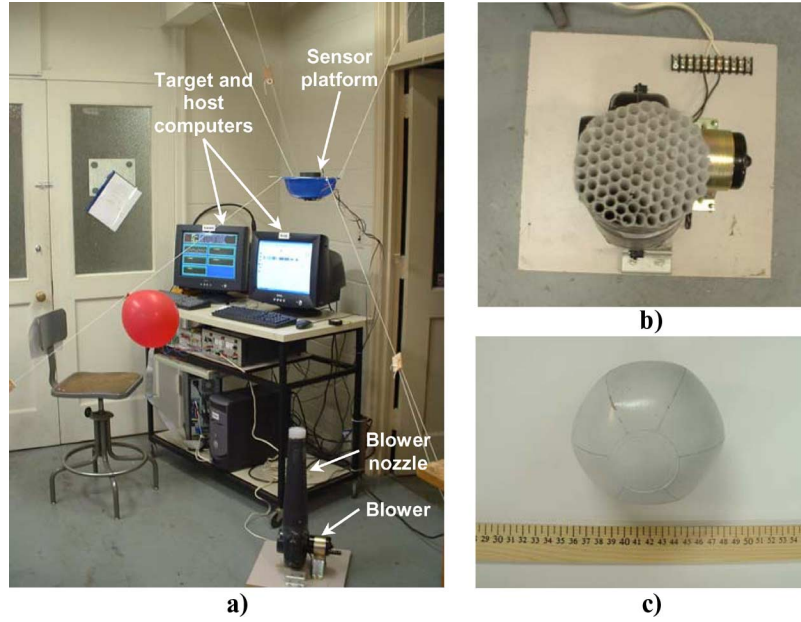 Target and
host
computers
Sensor
platform
Blower
nozzle
Blower
a)
b)
29 30 31 32 33 34 35 36 37 38 39 40 41 42 43 44 45 46 47 48 49 50 51 52 53 54
c)